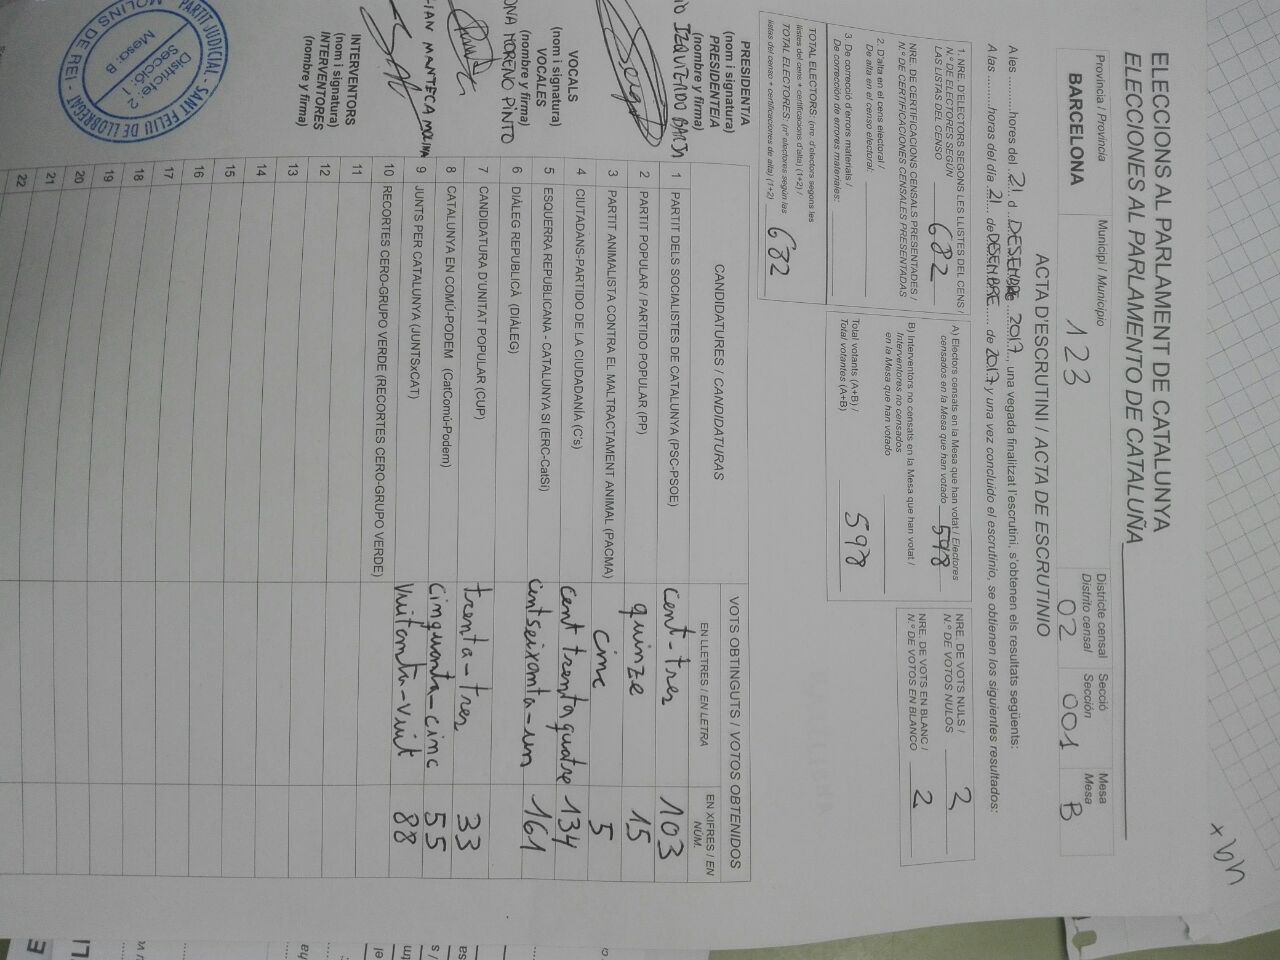 ELECCIONS AL PARLAMENT DE CATALUNYA
ELECCIONES AL PARLAMENTO DE CATALUÑA
Província / Provincia
BARCELONA
Municipi / Municipio
123
Districte censal
Distrito censal
02
Secció
Sección
001
Mesa
Mesa
B
ACTA D'ESCRUTINI / ACTA DE ESCRUTINIO
A les ............hores del ..21.. d ..DESEMBRE.. 2017.., una vegada finalitzat l'escrutini, s'obtenen els resultats següents:
A las ..........horas del día ..21... de DESEMBRE..... de 2017 y una vez concluido el escrutinio, se obtienen los siguientes resultados:
1. NRE. D'ELECTORS SEGONS LES LLISTES DEL CENS /
N.º DE ELECTORES SEGÚN
LAS LISTAS DEL CENSO
682
NRE. DE CERTIFICACIONS CENSALS PRESENTADES /
N.º DE CERTIFICACIONES CENSALES PRESENTADAS
2. D'alta en el cens electoral /
De alta en el censo electoral:
3. De correcció d'errors materials /
De corrección de errores materiales:
TOTAL ELECTORS: (nre. d'electors segons les
llistes del cens + certificacions d'alta) (1+2) /
TOTAL ELECTORES: (nº electores según las
listas del censo + certificaciones de alta) (1+2)
682
A) Electors censats en la Mesa que han votat / Electores
censados en la Mesa que han votado
598
B) Interventors no censats en la Mesa que han votat /
Interventores no censados
en la Mesa que han votado
Total votants (A+B) /
Total votantes (A+B)
598
NRE. DE VOTS NULS /
N.º DE VOTOS NULOS
2
NRE. DE VOTS EN BLANC /
N.º DE VOTOS EN BLANCO
2
CANDIDATURES / CANDIDATURAS
VOTS OBTINGUTS / VOTOS OBTENIDOS
EN LLETRES / EN LETRA
EN XIFRES / EN NÚM.
1 PARTIT DELS SOCIALISTES DE CATALUNYA (PSC-PSOE) cent-tres 103
2 PARTIT POPULAR / PARTIDO POPULAR (PP) quinze 15
3 PARTIT ANIMALISTA CONTRA EL MALTRACTAMENT ANIMAL (PACMA) cinc 5
4 CIUTADANS-PARTIDO DE LA CIUDADANÍA (C's) cent trenta quatre 134
5 ESQUERRA REPUBLICANA - CATALUNYA SÍ (ERC-CatSí) cent seixanta-un 161
6 DIÀLEG REPUBLICÀ (DIÀLEG)
7 CANDIDATURA D'UNITAT POPULAR (CUP) trenta-tres 33
8 CATALUNYA EN COMÚ-PODEM (CatComú-Podem) cinquanta-cinc 55
9 JUNTS PER CATALUNYA (JUNTSxCAT) vuitanta-vuit 88
10 RECORTES CERO-GRUPO VERDE (RECORTES CERO-GRUPO VERDE)
11
12
13
14
15
16
17
18
19
20
21
22
PRESIDENT/A
(nom i signatura)
PRESIDENTE/A
(nombre y firma)
IZQUIERDO
VOCALS
(nom i signatura)
VOCALES
(nombre y firma)
MORENO PINTO
MANTECA MOLINA
INTERVENTORS
(nom i signatura)
INTERVENTORES
(nombre y firma)
PARTIT JUDICIAL - SANT FELIU DE LLOBREGAT
MOLINS DE REI
Districte: 2
Secció: 1
Mesa: B